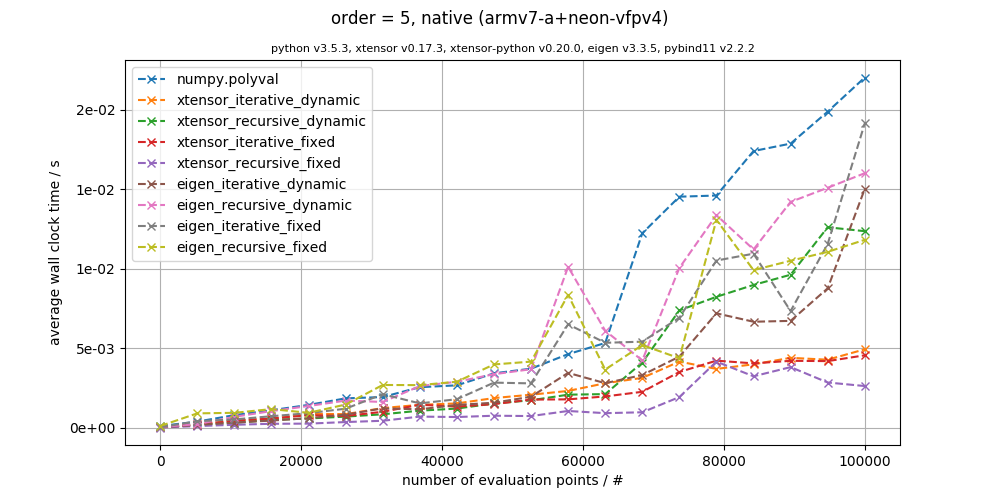 order = 5, native (armv7-a+neon-vfpv4)
python v3.5.3, xtensor v0.17.3, xtensor-python v0.20.0, eigen v3.3.5, pybind11 v2.2.2
numpy.polyval
xtensor_iterative_dynamic
xtensor_recursive_dynamic
xtensor_iterative_fixed
xtensor_recursive_fixed
eigen_iterative_dynamic
eigen_recursive_dynamic
eigen_iterative_fixed
eigen_recursive_fixed
average wall clock time / s
2e-02
1e-02
1e-02
5e-03
0e+00
0 20000 40000 60000 80000 100000
number of evaluation points / #